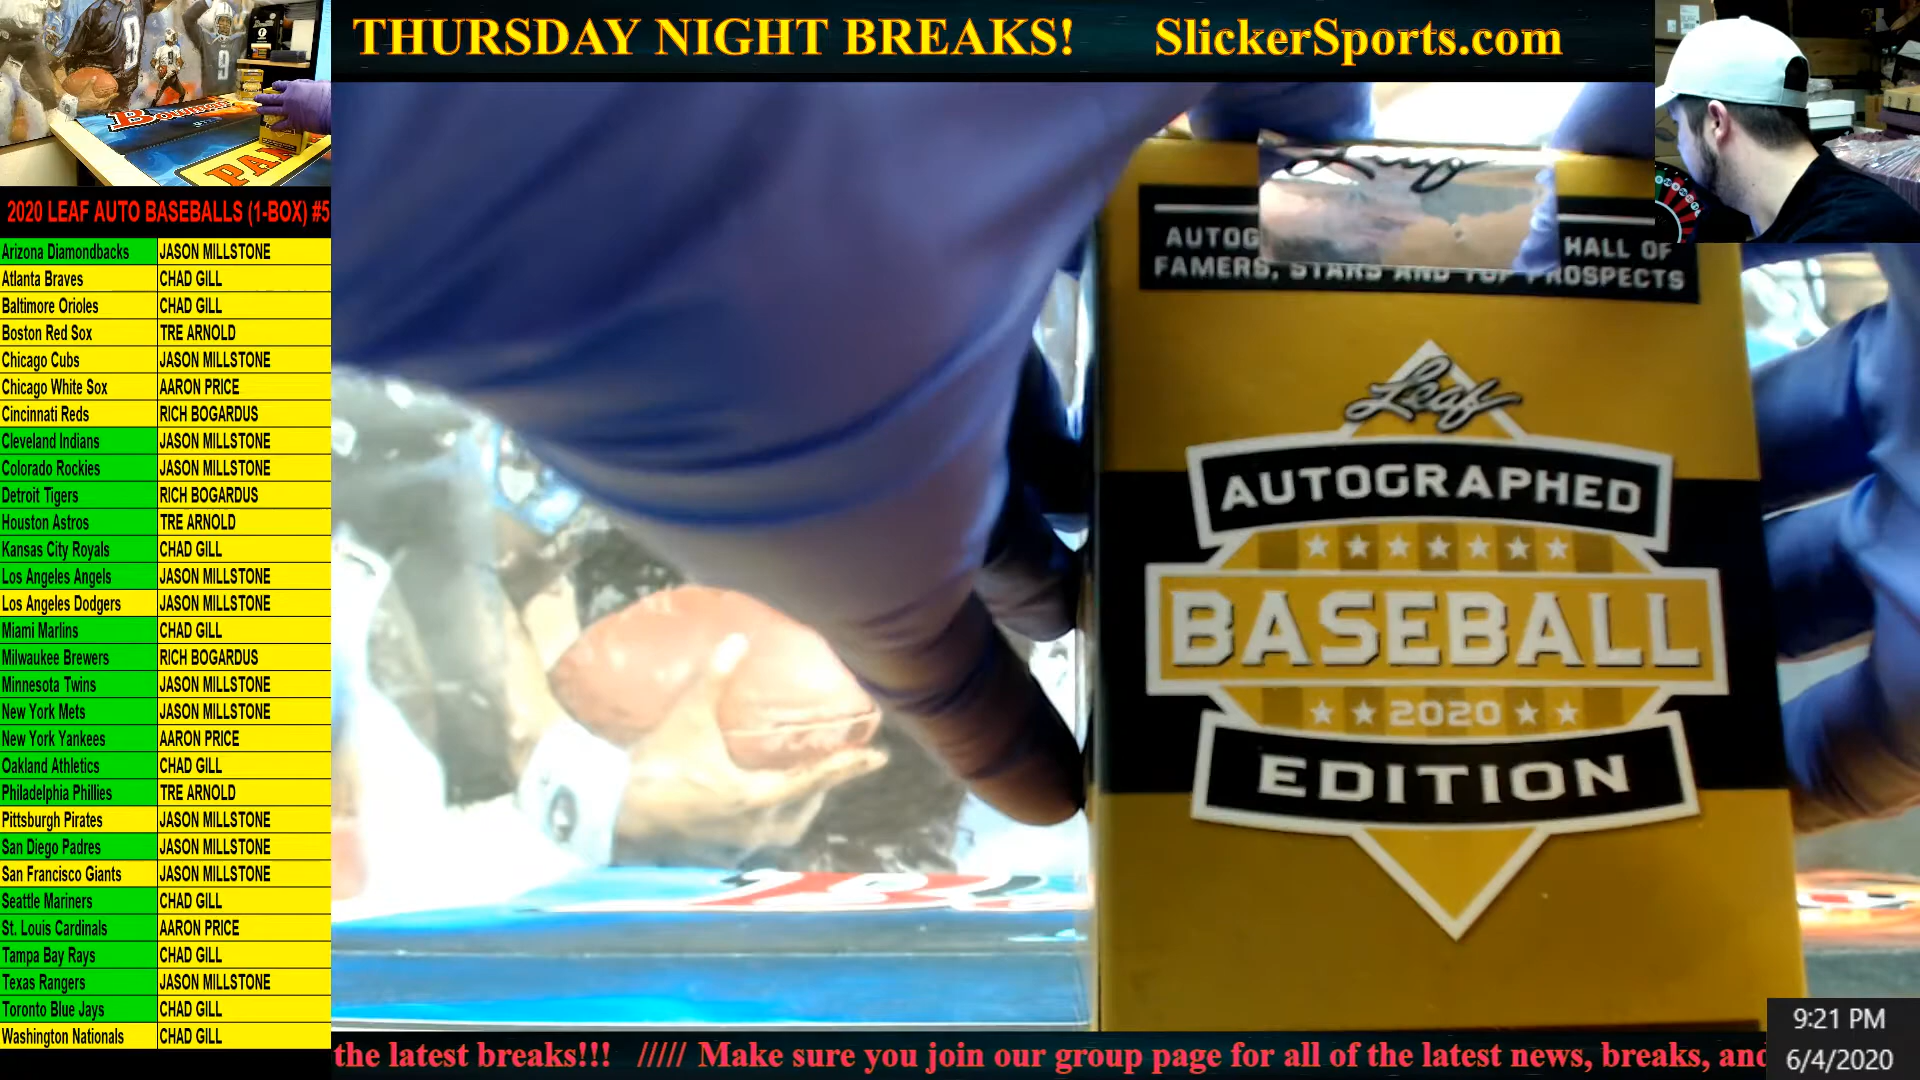 THURSDAY NIGHT BREAKS! SlickerSports.com
2020 LEAF AUTO BASEBALLS (1-BOX) #5
Arizona Diamondbacks JASON MILLSTONE
Atlanta Braves CHAD GILL
Baltimore Orioles CHAD GILL
Boston Red Sox TRE ARNOLD
Chicago Cubs JASON MILLSTONE
Chicago White Sox AARON PRICE
Cincinnati Reds RICH BOGARDUS
Cleveland Indians JASON MILLSTONE
Colorado Rockies JASON MILLSTONE
Detroit Tigers RICH BOGARDUS
Houston Astros TRE ARNOLD
Kansas City Royals CHAD GILL
Los Angeles Angels JASON MILLSTONE
Los Angeles Dodgers JASON MILLSTONE
Miami Marlins CHAD GILL
Milwaukee Brewers RICH BOGARDUS
Minnesota Twins JASON MILLSTONE
New York Mets JASON MILLSTONE
New York Yankees AARON PRICE
Oakland Athletics CHAD GILL
Philadelphia Phillies TRE ARNOLD
Pittsburgh Pirates JASON MILLSTONE
San Diego Padres JASON MILLSTONE
San Francisco Giants JASON MILLSTONE
Seattle Mariners CHAD GILL
St. Louis Cardinals AARON PRICE
Tampa Bay Rays CHAD GILL
Texas Rangers JASON MILLSTONE
Toronto Blue Jays CHAD GILL
Washington Nationals CHAD GILL
HALL OF
FAMERS, STARS AND TOP PROSPECTS
Leaf
AUTOGRAPHED
BASEBALL
2020
EDITION
the latest breaks!!! ///// Make sure you join our group page for all of the latest news, breaks, and
9:21 PM
6/4/2020